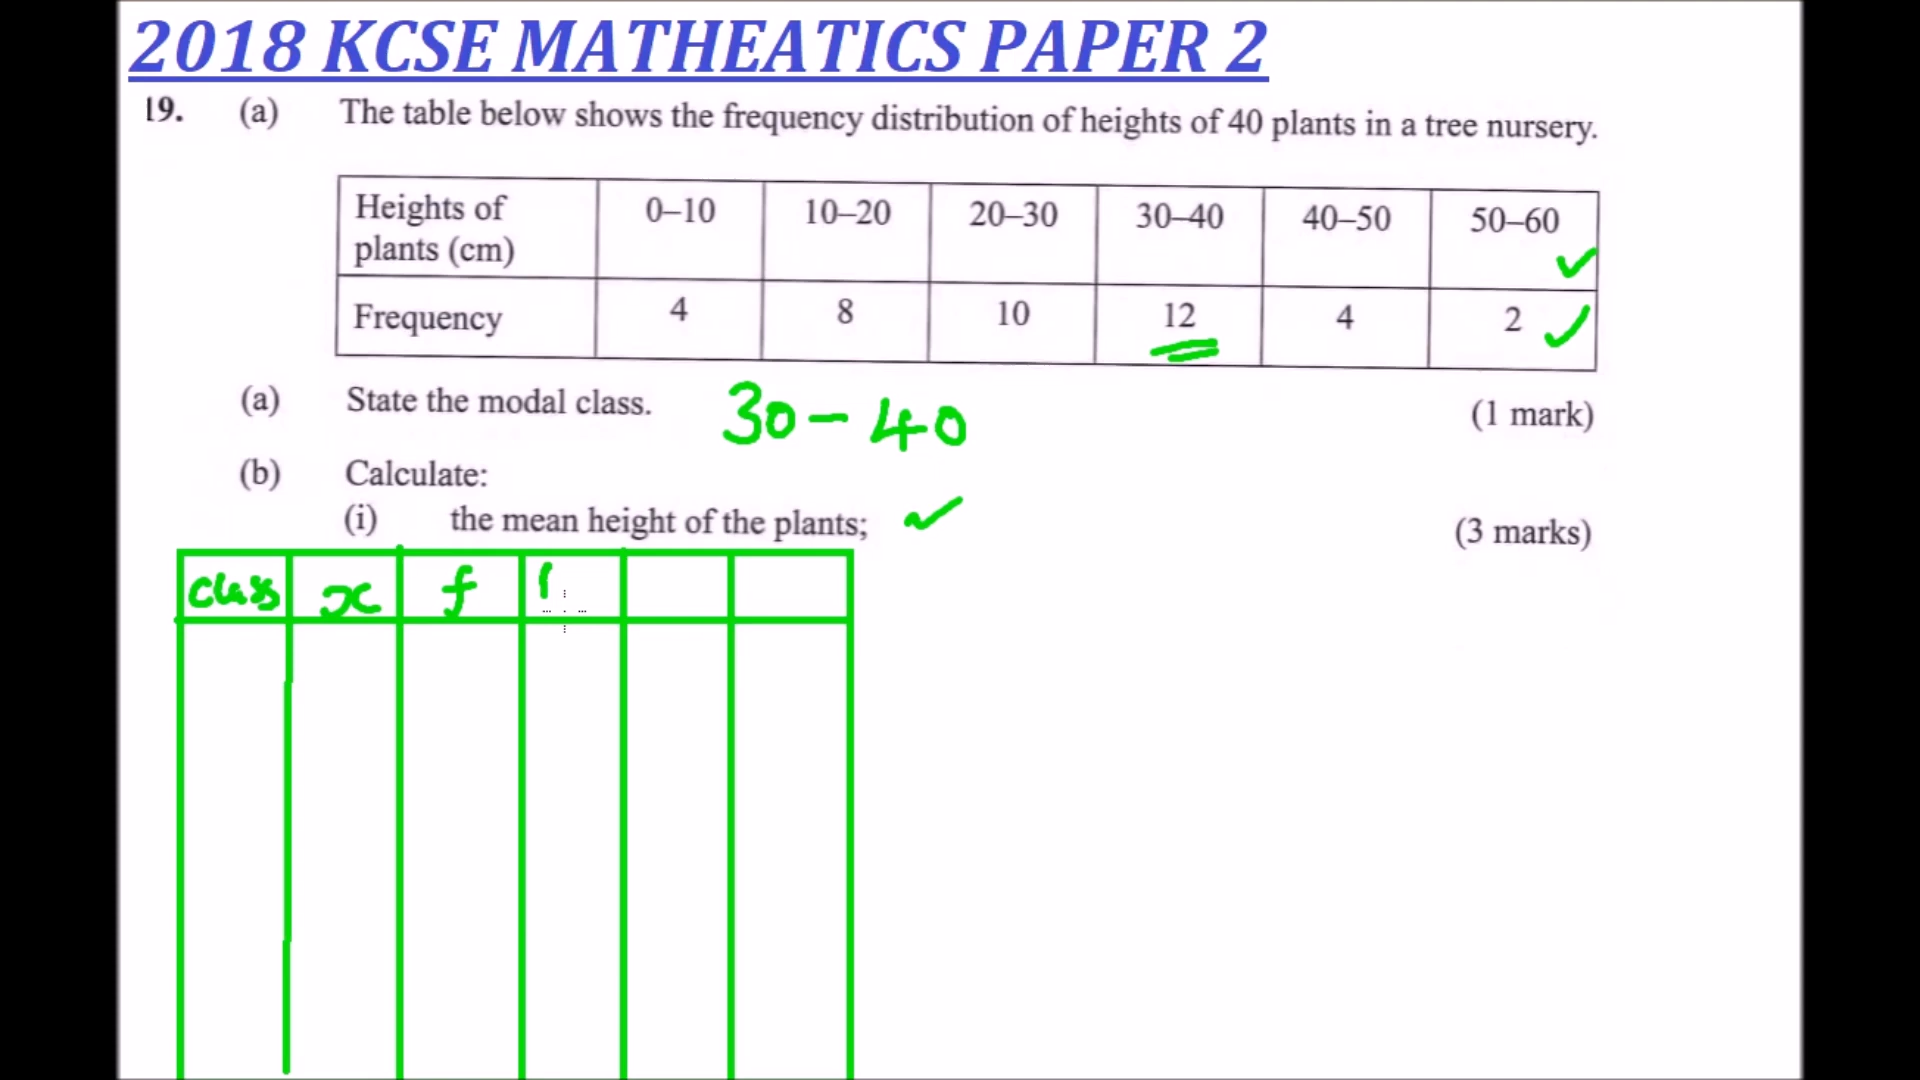 2018 KCSE MATHEATICS PAPER 2
19. (a) The table below shows the frequency distribution of heights of 40 plants in a tree nursery.
Heights of plants (cm) 0–10 10–20 20–30 30–40 40–50 50–60
Frequency 4 8 10 12 4 2
(a) State the modal class. 30 - 40 (1 mark)
(b) Calculate:
(i) the mean height of the plants; (3 marks)
class x f